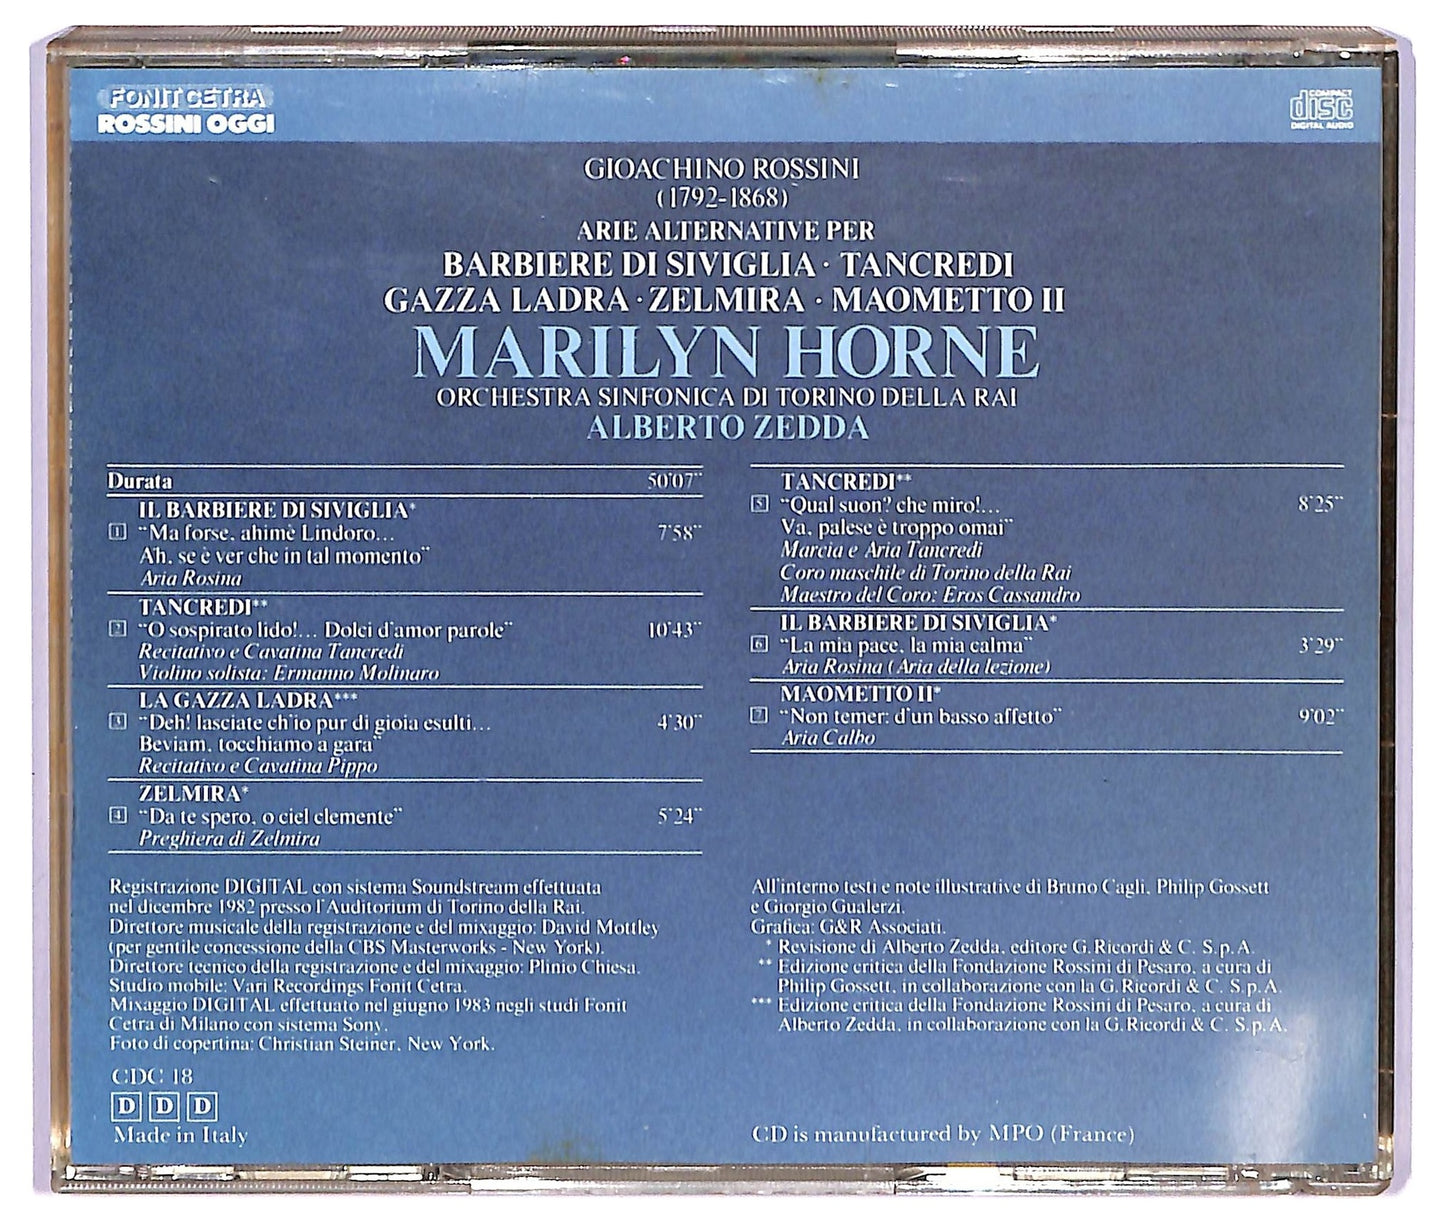 FONIT CETRA
ROSSINI OGGI
COMPACT
disc
DIGITAL AUDIO
GIOACHINO ROSSINI
(1792-1868)
ARIE ALTERNATIVE PER
BARBIERE DI SIVIGLIA · TANCREDI
GAZZA LADRA · ZELMIRA · MAOMETTO II
MARILYN HORNE
ORCHESTRA SINFONICA DI TORINO DELLA RAI
ALBERTO ZEDDA
Durata 50'07"
IL BARBIERE DI SIVIGLIA*
1 "Ma forse, ahimè Lindoro... 7'58"
Ah, se è ver che in tal momento"
Aria Rosina
TANCREDI**
2 "O sospirato lido!... Dolci d'amor parole" 10'43"
Recitativo e Cavatina Tancredi
Violino solista: Ermanno Molinaro
LA GAZZA LADRA***
3 "Deh! lasciate ch'io pur di gioia esulti... 4'30"
Beviam, tocchiamo a gara"
Recitativo e Cavatina Pippo
ZELMIRA*
4 "Da te spero, o ciel clemente" 5'24"
Preghiera di Zelmira
TANCREDI**
5 "Qual suon? che miro!... 8'25"
Va, palese è troppo omai"
Marcia e Aria Tancredi
Coro maschile di Torino della Rai
Maestro del Coro: Eros Cassandro
IL BARBIERE DI SIVIGLIA*
6 "La mia pace, la mia calma" 3'29"
Aria Rosina (Aria della lezione)
MAOMETTO II*
7 "Non temer: d'un basso affetto" 9'02"
Aria Calbo
Registrazione DIGITAL con sistema Soundstream effettuata
nel dicembre 1982 presso l'Auditorium di Torino della Rai.
Direttore musicale della registrazione e del mixaggio: David Mottley
(per gentile concessione della CBS Masterworks - New York).
Direttore tecnico della registrazione e del mixaggio: Plinio Chiesa.
Studio mobile: Vari Recordings Fonit Cetra.
Mixaggio DIGITAL effettuato nel giugno 1983 negli studi Fonit
Cetra di Milano con sistema Sony.
Foto di copertina: Christian Steiner, New York.
CDC 18
D D D
Made in Italy
All'interno testi e note illustrative di Bruno Cagli, Philip Gossett
e Giorgio Gualerzi.
Grafica: G&R Associati.
* Revisione di Alberto Zedda, editore G. Ricordi & C. S.p.A.
** Edizione critica della Fondazione Rossini di Pesaro, a cura di
Philip Gossett, in collaborazione con la G. Ricordi & C. S.p.A.
*** Edizione critica della Fondazione Rossini di Pesaro, a cura di
Alberto Zedda, in collaborazione con la G. Ricordi & C. S.p.A.
CD is manufactured by MPO (France)